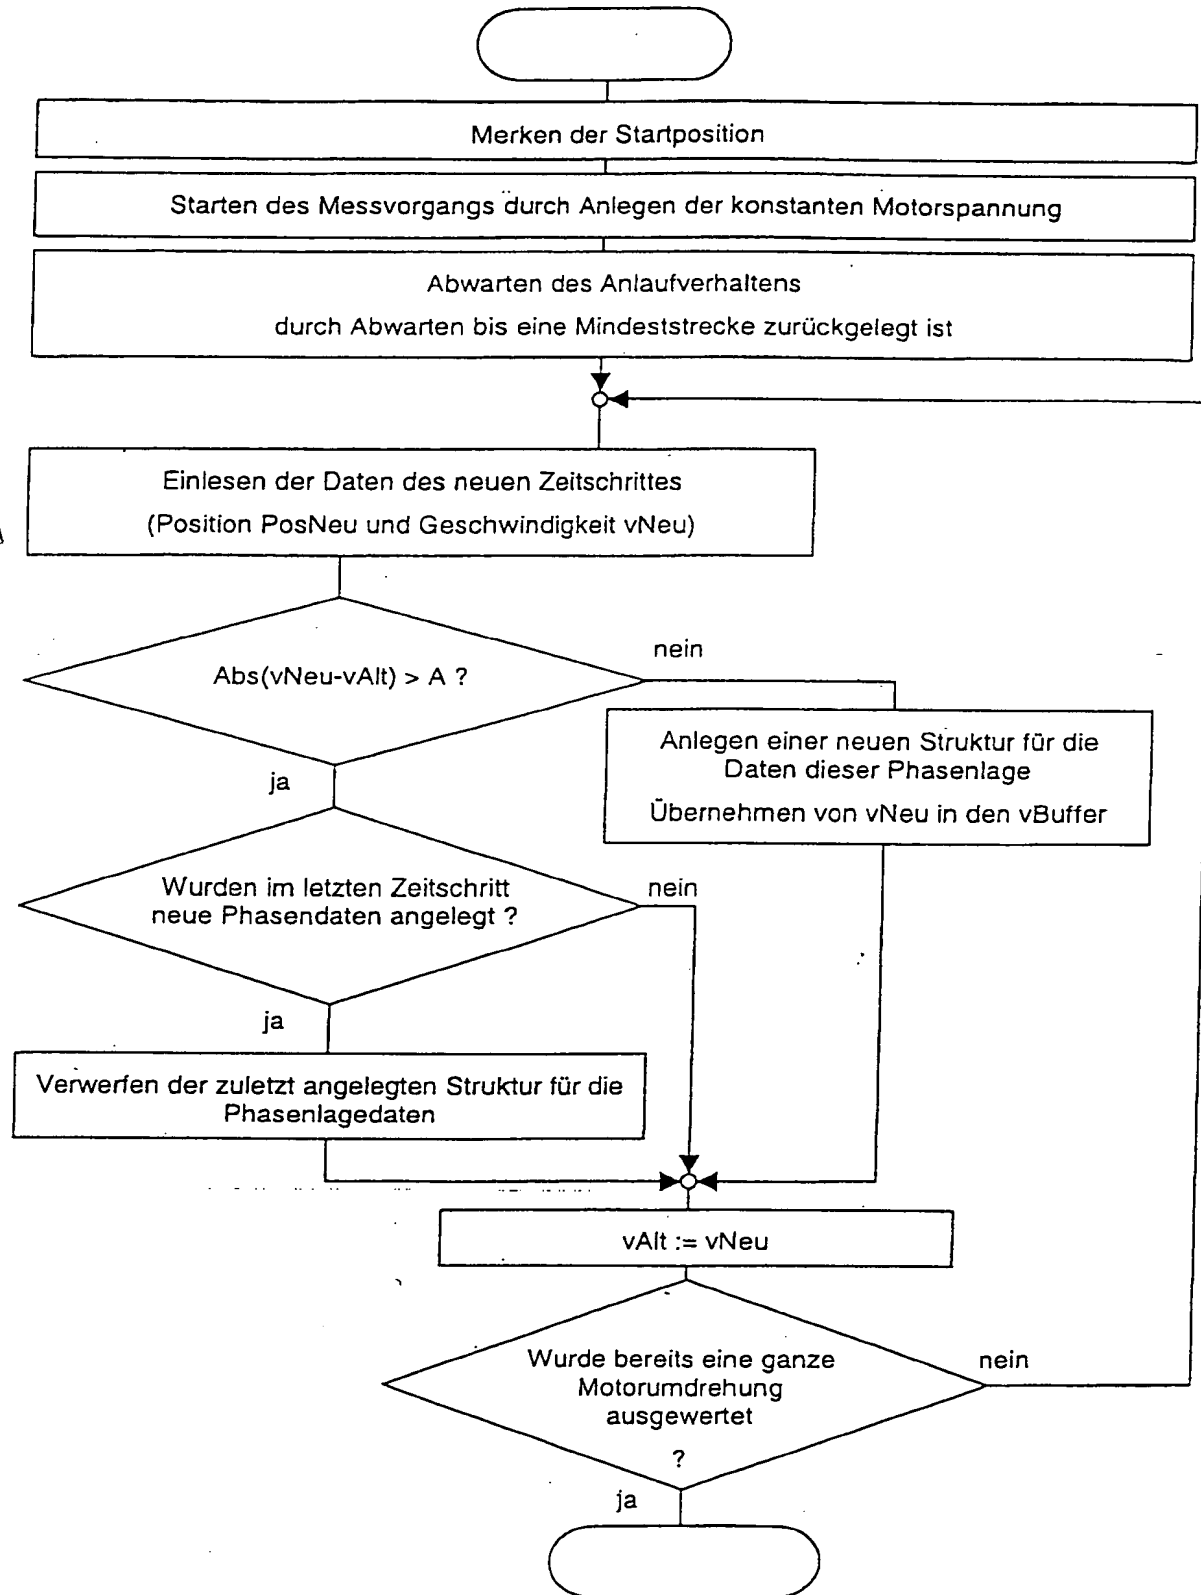 Merken der Startposition
Starten des Messvorgangs durch Anlegen der konstanten Motorspannung
Abwarten des Anlaufverhaltens
durch Abwarten bis eine Mindeststrecke zurückgelegt ist
Einlesen der Daten des neuen Zeitschrittes
(Position PosNeu und Geschwindigkeit vNeu)
Abs(vNeu-vAlt) > A ?
nein
Anlegen einer neuen Struktur für die
Daten dieser Phasenlage
Übernehmen von vNeu in den vBuffer
ja
Wurden im letzten Zeitschritt
neue Phasendaten angelegt ?
nein
ja
Verwerfen der zuletzt angelegten Struktur für die
Phasenlagedaten
vAlt := vNeu
Wurde bereits eine ganze
Motorumdrehung
ausgewertet
?
nein
ja